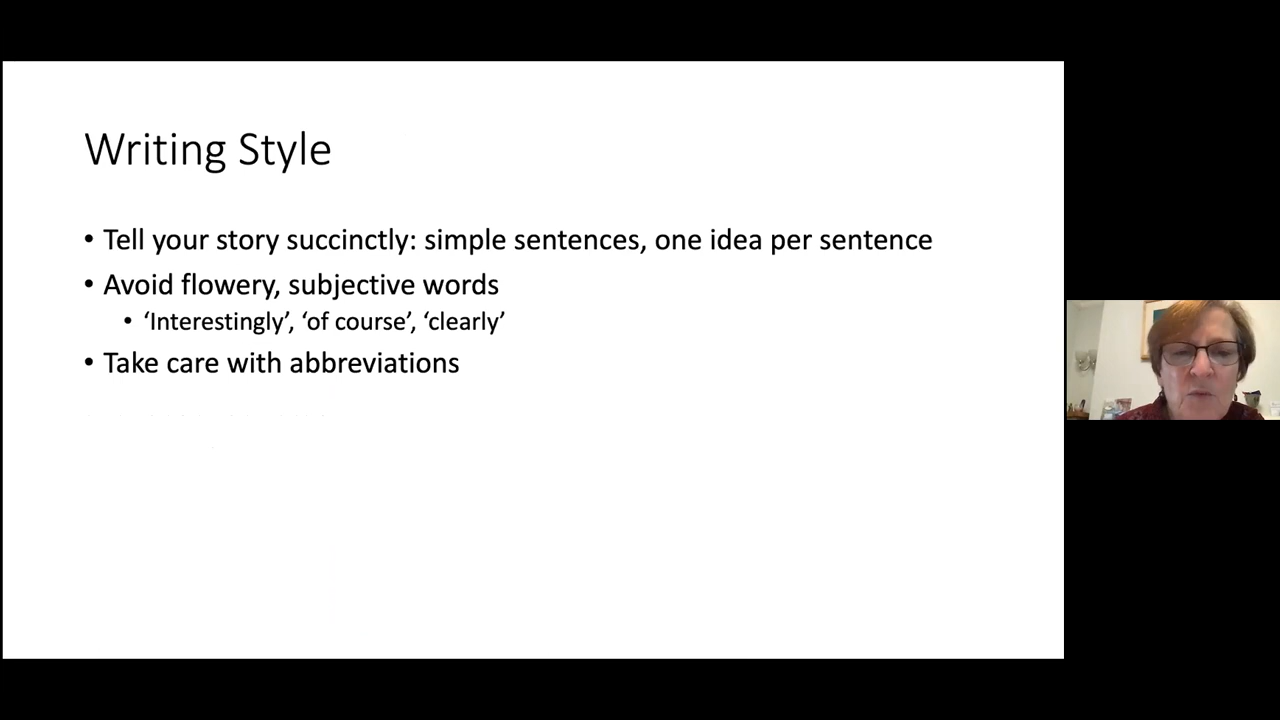 Writing Style
• Tell your story succinctly: simple sentences, one idea per sentence
• Avoid flowery, subjective words
• ‘Interestingly’, ‘of course’, ‘clearly’
• Take care with abbreviations